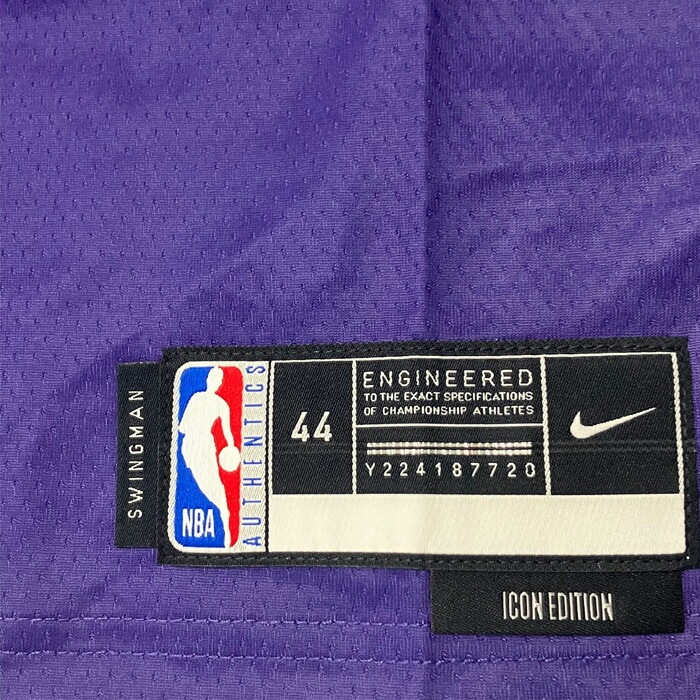 SWINGMAN
NBA
AUTHENTICS
44
ENGINEERED
TO THE EXACT SPECIFICATIONS
OF CHAMPIONSHIP ATHLETES
Y224187720
ICON EDITION